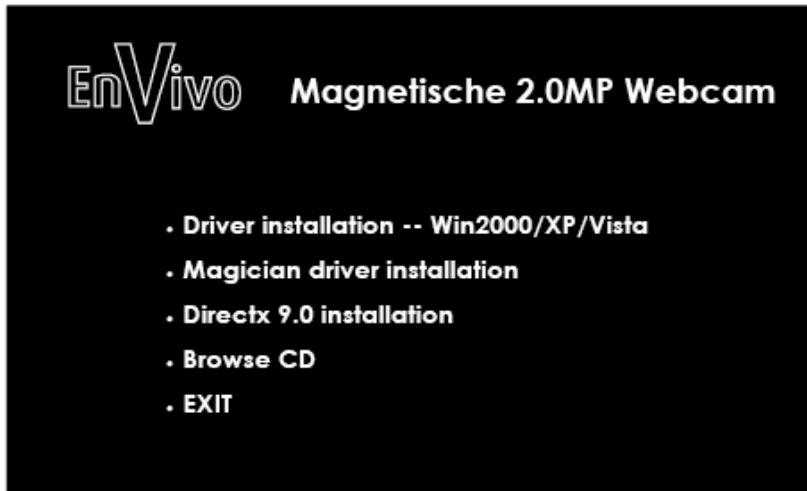 EnVivo Magnetische 2.0MP Webcam
• Driver installation -- Win2000/XP/Vista
• Magician driver installation
• Directx 9.0 installation
• Browse CD
• EXIT